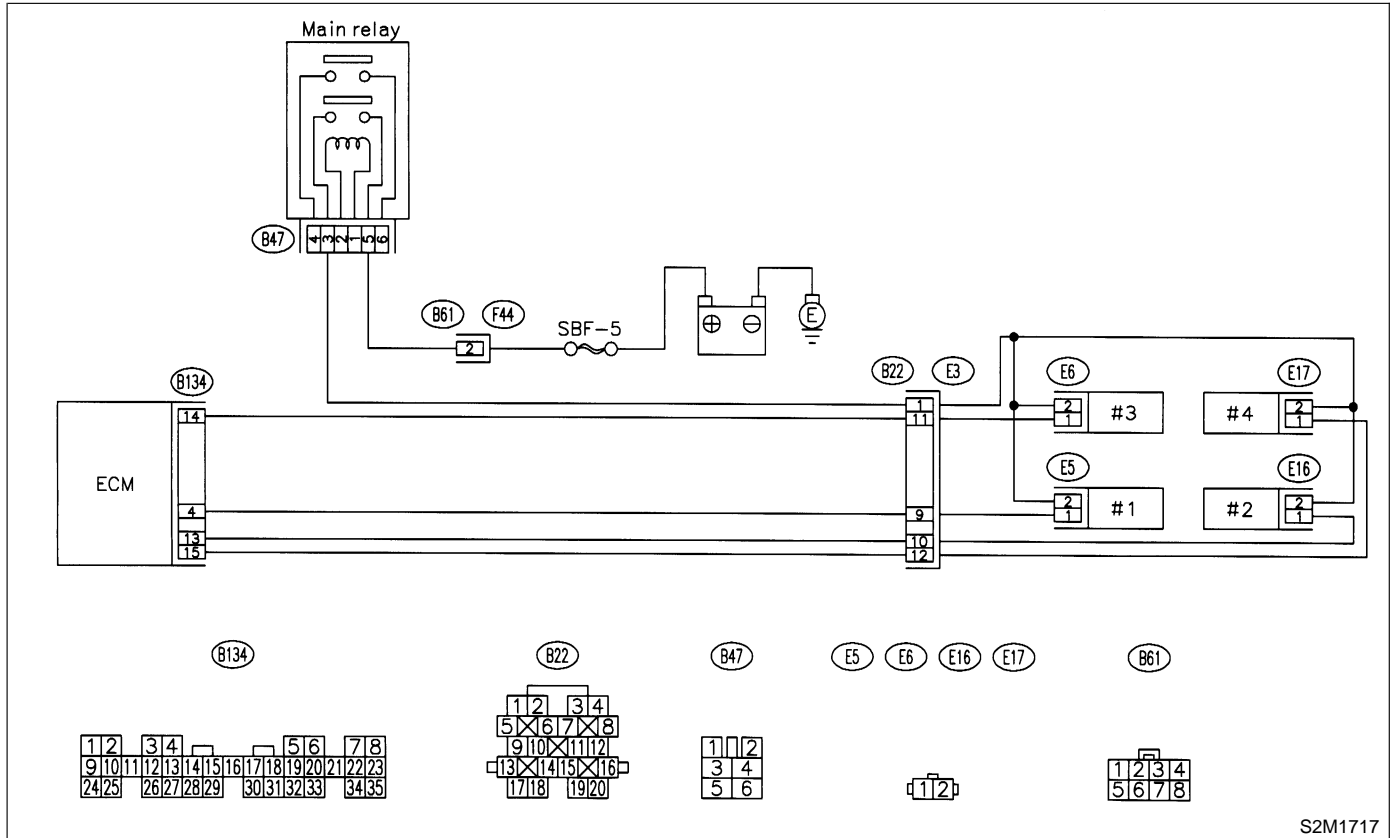 Main relay
B47
4 3 2 1 5 6
B61 F44
2
SBF-5
⊕ ⊖
E
B134
B22 E3
E6
E17
14
1
11
2
1
#3
#4
2
1
ECM
E5
E16
4
9
2
1
#1
#2
2
1
13
15
10
12
B134
B22
B47
E5 E6 E16 E17
B61
1 2 3 4 5 6 7 8
9 10 11 12 13 14 15 16 17 18 19 20 21 22 23
24 25 26 27 28 29 30 31 32 33 34 35
1 2 3 4
5 6 7 8
9 10 11 12
13 14 15 16
17 18 19 20
1 2
3 4
5 6
1 2
1 2 3 4
5 6 7 8
S2M1717